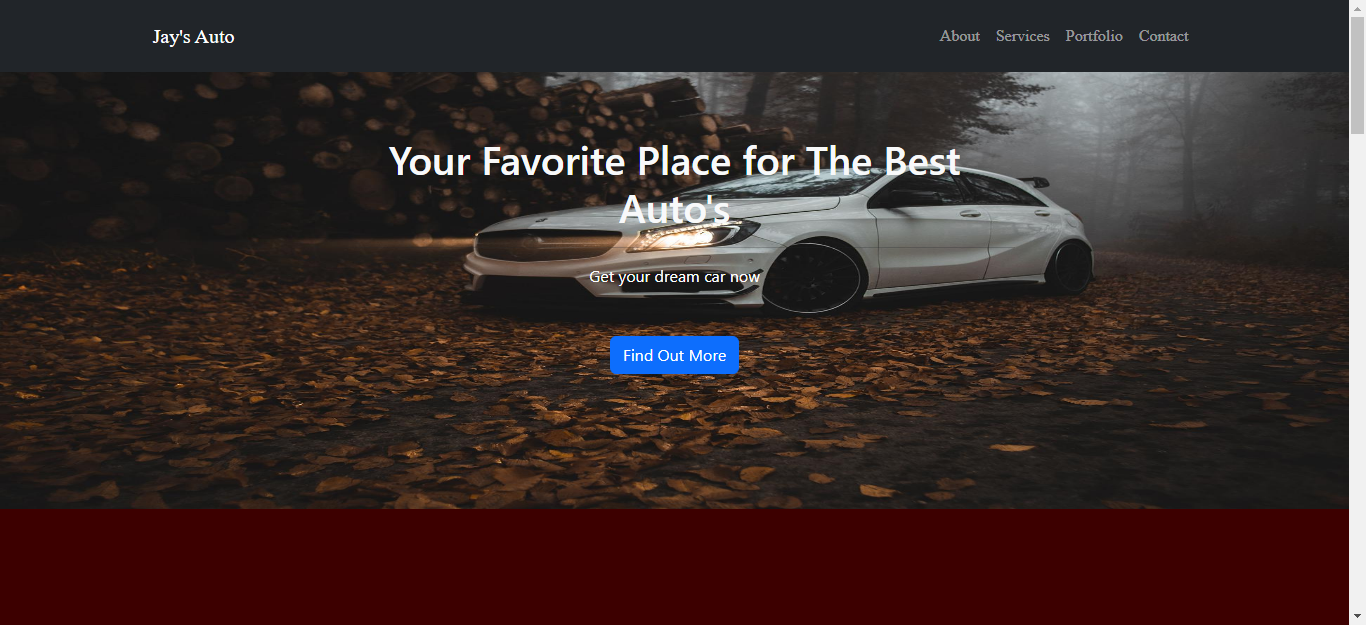 Jay's Auto
About Services Portfolio Contact
Your Favorite Place for The Best
Auto's
Get your dream car now
Find Out More